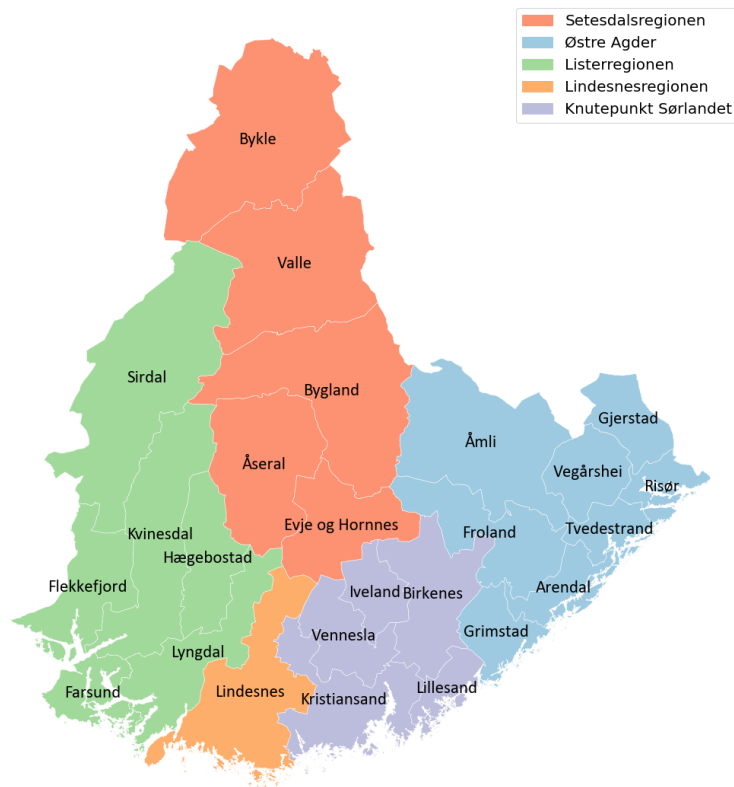 Setesdalsregionen
Østre Agder
Listerregionen
Lindesnesregionen
Knutepunkt Sørlandet
Bykle
Valle
Sirdal
Bygland
Gjerstad
Åmli
Åseral
Vegårshei
Risør
Evje og Hornnes
Tvedestrand
Kvinesdal
Froland
Hægebostad
Flekkefjord
Arendal
Iveland
Birkenes
Grimstad
Vennesla
Lyngdal
Lillesand
Farsund
Lindesnes
Kristiansand